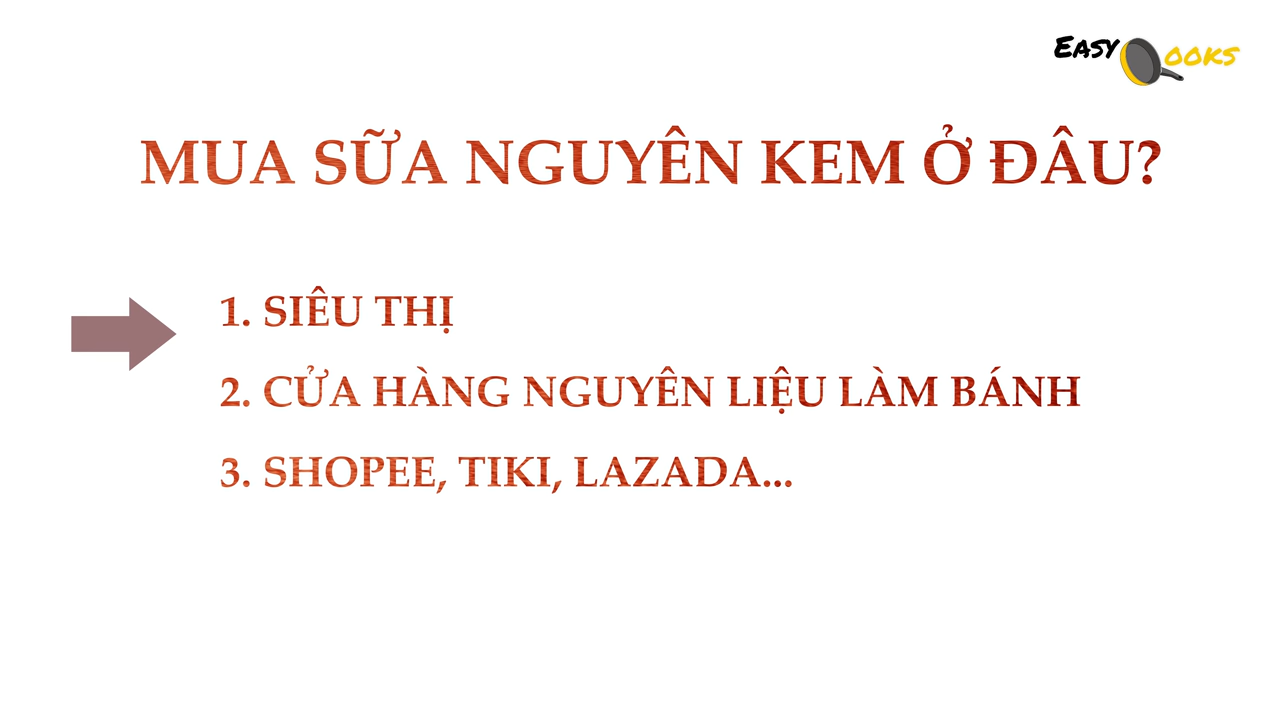 EASY OOKS
MUA SỮA NGUYÊN KEM Ở ĐÂU?
1. SIÊU THỊ
2. CỬA HÀNG NGUYÊN LIỆU LÀM BÁNH
3. SHOPEE, TIKI, LAZADA...